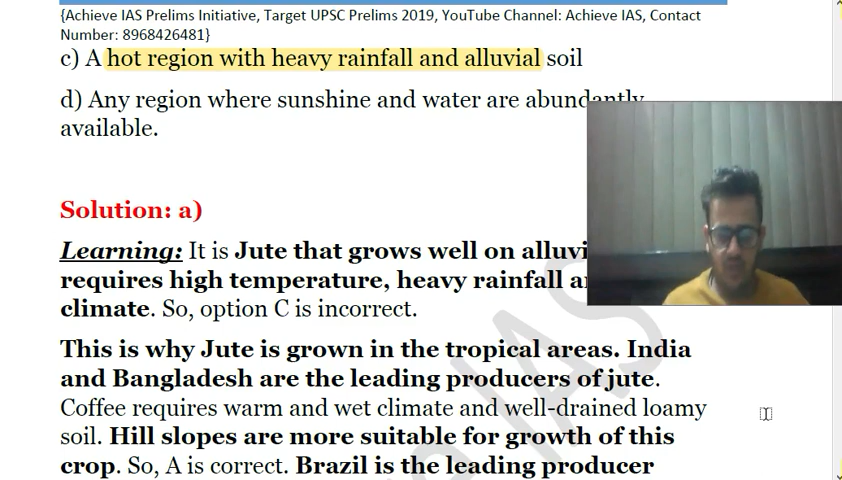 {Achieve IAS Prelims Initiative, Target UPSC Prelims 2019, YouTube Channel: Achieve IAS, Contact
Number: 8968426481}
c) A hot region with heavy rainfall and alluvial soil
d) Any region where sunshine and water are abundantly
available.
Solution: a)
Learning: It is Jute that grows well on
requires high temperature, heavy rainfall
climate. So, option C is incorrect.
This is why Jute is grown in the tropical areas. India
and Bangladesh are the leading producers of jute.
Coffee requires warm and wet climate and well-drained loamy
soil. Hill slopes are more suitable for growth of this
crop. So, A is correct. Brazil is the leading producer
IAS